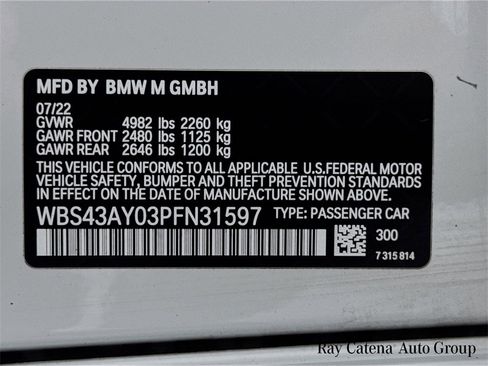 MFD BY BMW M GMBH
07/22
GVWR 4982 lbs 2260 kg
GAWR FRONT 2480 lbs 1125 kg
GAWR REAR 2646 lbs 1200 kg
THIS VEHICLE CONFORMS TO ALL APPLICABLE U.S.FEDERAL MOTOR
VEHICLE SAFETY, BUMPER, AND THEFT PREVENTION STANDARDS
IN EFFECT ON THE DATE OF MANUFACTURE SHOWN ABOVE.
WBS43AY03PFN31597 TYPE: PASSENGER CAR
300
7 315 814
Ray Catena Auto Group